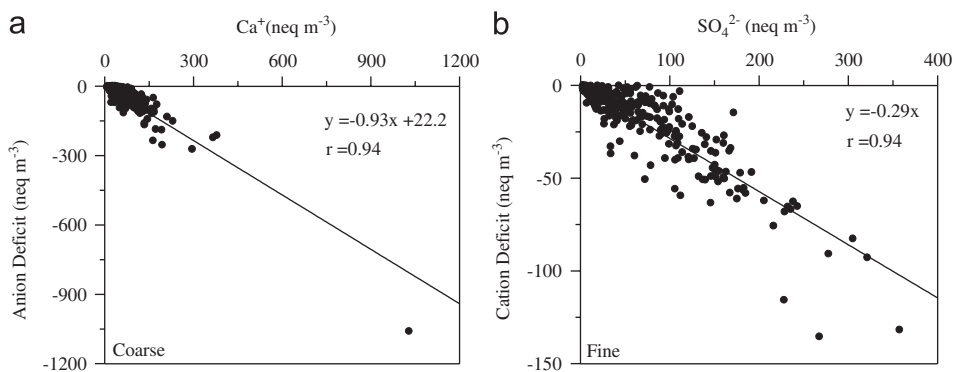 a
Ca⁺(neq m⁻³)
0 300 600 900 1200
0
-300
-600
-900
-1200
Anion Deficit (neq m⁻³)
y =-0.93x +22.2
r =0.94
Coarse
b
SO₄²⁻ (neq m⁻³)
0 100 200 300 400
0
-50
-100
-150
Cation Deficit (neq m⁻³)
y =-0.29x
r =0.94
Fine